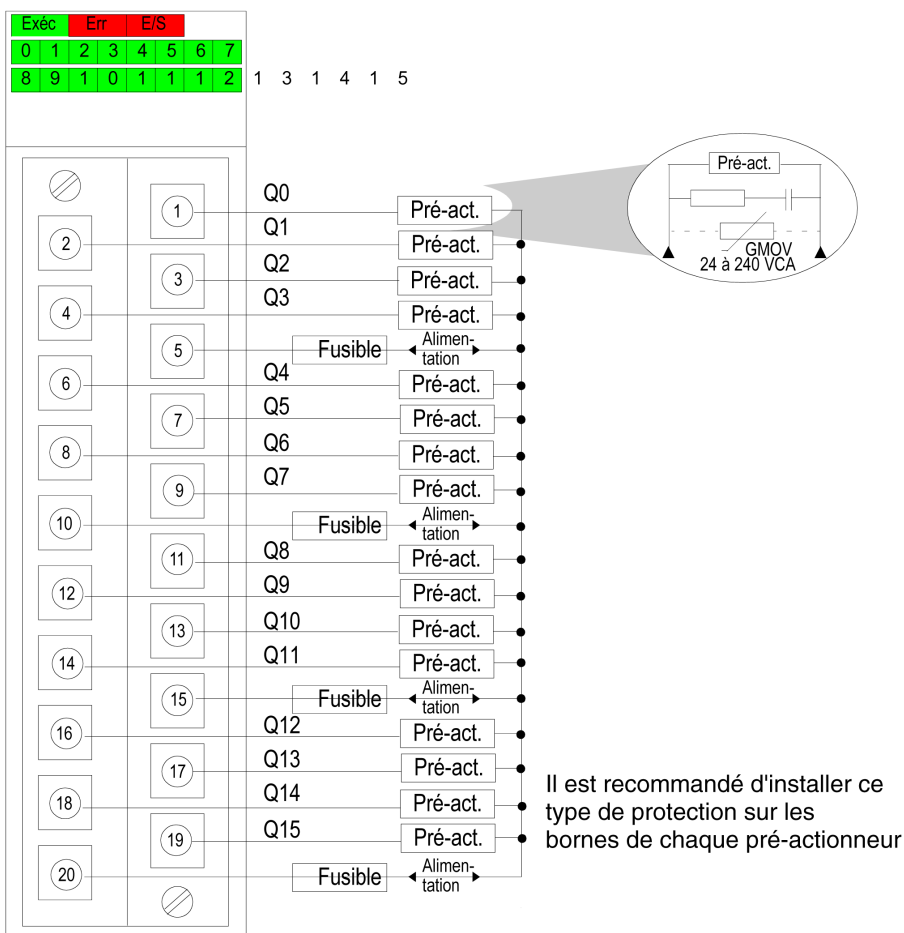 Exéc Err E/S
0 1 2 3 4 5 6 7
8 9 1 0 1 1 1 2 1 3 1 4 1 5
Pré-act.
GMOV
24 à 240 VCA
1 Q0 Pré-act.
2 Q1 Pré-act.
3 Q2 Pré-act.
4 Q3 Pré-act.
5 Fusible Alimen-
tation
6 Q4 Pré-act.
7 Q5 Pré-act.
8 Q6 Pré-act.
9 Q7 Pré-act.
10 Fusible Alimen-
tation
11 Q8 Pré-act.
12 Q9 Pré-act.
13 Q10 Pré-act.
14 Q11 Pré-act.
15 Fusible Alimen-
tation
16 Q12 Pré-act.
17 Q13 Pré-act.
18 Q14 Pré-act.
19 Q15 Pré-act.
20 Fusible Alimen-
tation
Il est recommandé d'installer ce
type de protection sur les
bornes de chaque pré-actionneur